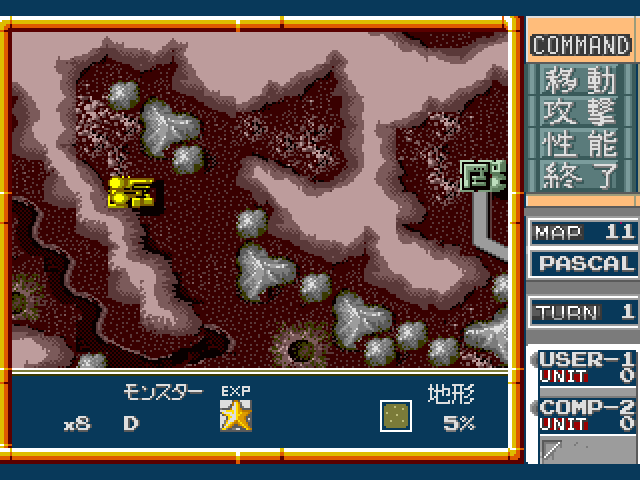 COMMAND
移動
攻撃
性能
終了
MAP 11
PASCAL
TURN 1
USER-1
UNIT 0
COMP-2
UNIT 0
モンスター EXP 地形
x8 D 5%